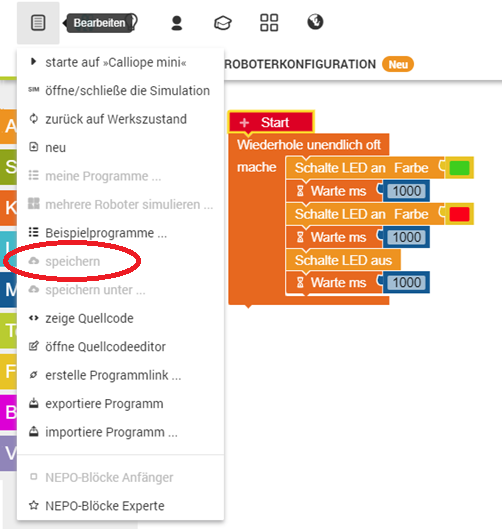 Bearbeiten
starte auf »Calliope mini«
SIM öffne/schließe die Simulation
zurück auf Werkszustand
neu
meine Programme ...
mehrere Roboter simulieren ...
Beispielprogramme ...
speichern
speichern unter ...
zeige Quellcode
öffne Quellcodeeditor
erstelle Programmlink ...
exportiere Programm
importiere Programm ...
NEPO-Blöcke Anfänger
NEPO-Blöcke Experte
A
S
K
L
M
Te
F
B
V
ROBOTERKONFIGURATION Neu
+ Start
Wiederhole unendlich oft
mache
Schalte LED an Farbe
Warte ms 1000
Schalte LED an Farbe
Warte ms 1000
Schalte LED aus
Warte ms 1000